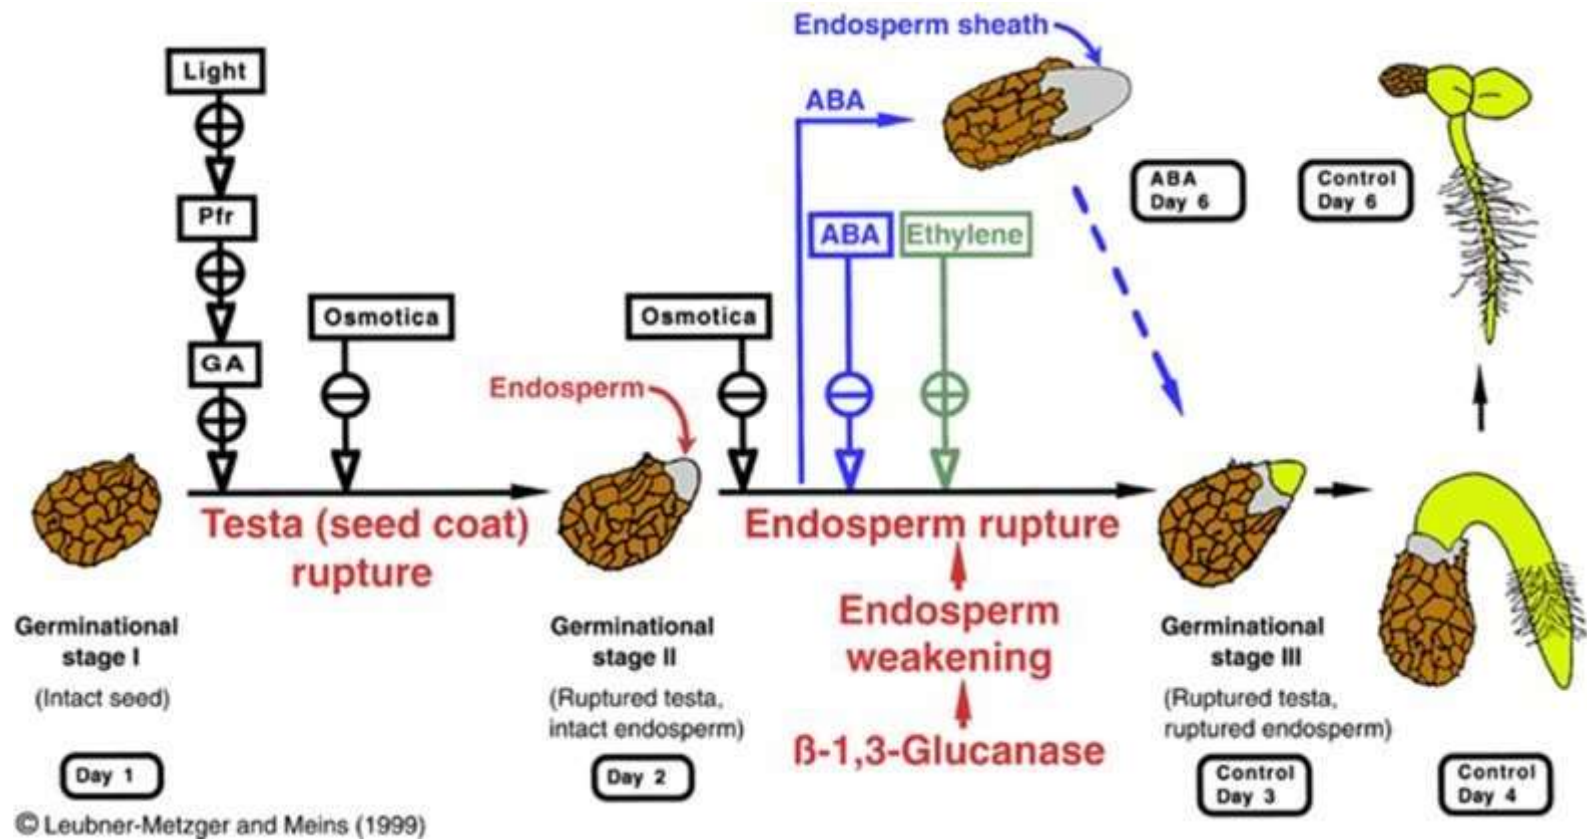 Endosperm sheath
Light
ABA
Pfr
ABA
Day 6
Control
Day 6
ABA
Ethylene
Osmotica
Osmotica
GA
Endosperm
Testa (seed coat)
rupture
Endosperm rupture
Endosperm
weakening
ß-1,3-Glucanase
Germinational
stage I
(Intact seed)
Day 1
Germinational
stage II
(Ruptured testa,
intact endosperm)
Day 2
Germinational
stage III
(Ruptured testa,
ruptured endosperm)
Control
Day 3
Control
Day 4
© Leubner-Metzger and Meins (1999)